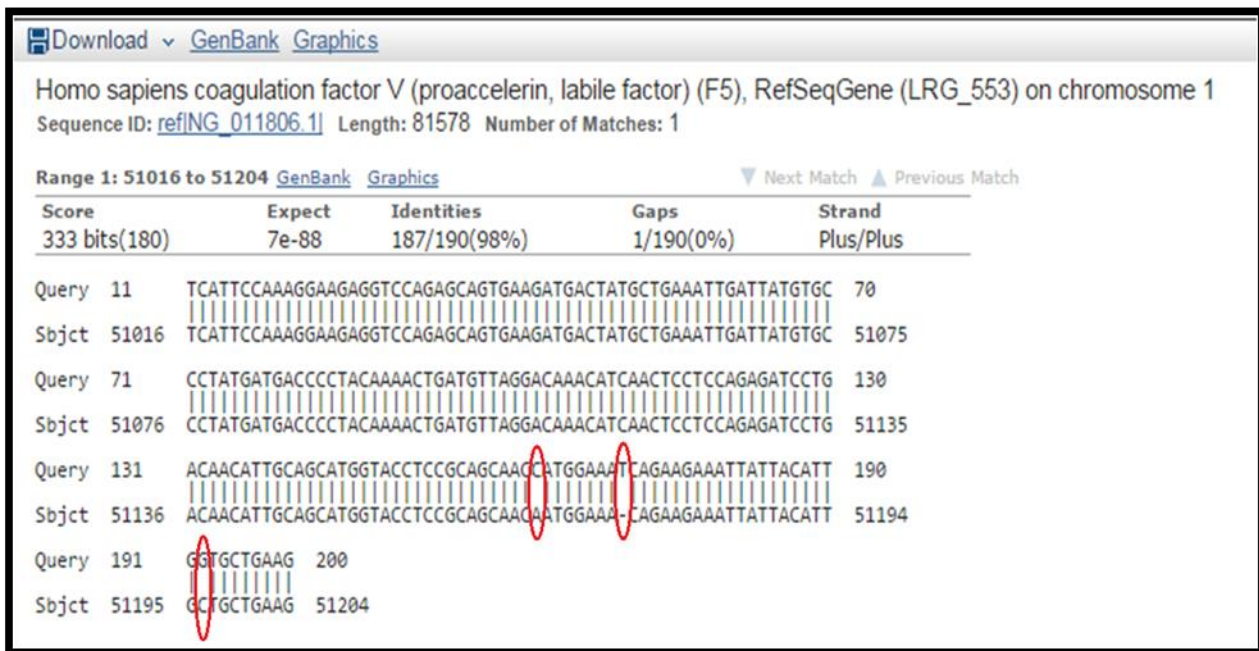 Download GenBank Graphics
Homo sapiens coagulation factor V (proaccelerin, labile factor) (F5), RefSeqGene (LRG_553) on chromosome 1
Sequence ID: ref|NG_011806.1| Length: 81578 Number of Matches: 1
Range 1: 51016 to 51204 GenBank Graphics Next Match Previous Match
Score Expect Identities Gaps Strand
333 bits(180) 7e-88 187/190(98%) 1/190(0%) Plus/Plus
Query 11 TCATTCCAAAGGAAGAGGTCCAGAGCAGTGAAGATGACTATGCTGAAATTGATTATGTGC 70
Sbjct 51016 TCATTCCAAAGGAAGAGGTCCAGAGCAGTGAAGATGACTATGCTGAAATTGATTATGTGC 51075
Query 71 CCTATGATGACCCCTACAAAACTGATGTTAGGACAAACATCAACTCCTCCAGAGATCCTG 130
Sbjct 51076 CCTATGATGACCCCTACAAAACTGATGTTAGGACAAACATCAACTCCTCCAGAGATCCTG 51135
Query 131 ACAACATTGCAGCATGGTACCTCCGCAGCAACCATGGAAATCAGAAGAAATTATTACATT 190
Sbjct 51136 ACAACATTGCAGCATGGTACCTCCGCAGCAACAATGGAAA-CAGAAGAAATTATTACATT 51194
Query 191 GGTGCTGAAG 200
Sbjct 51195 GCTGCTGAAG 51204